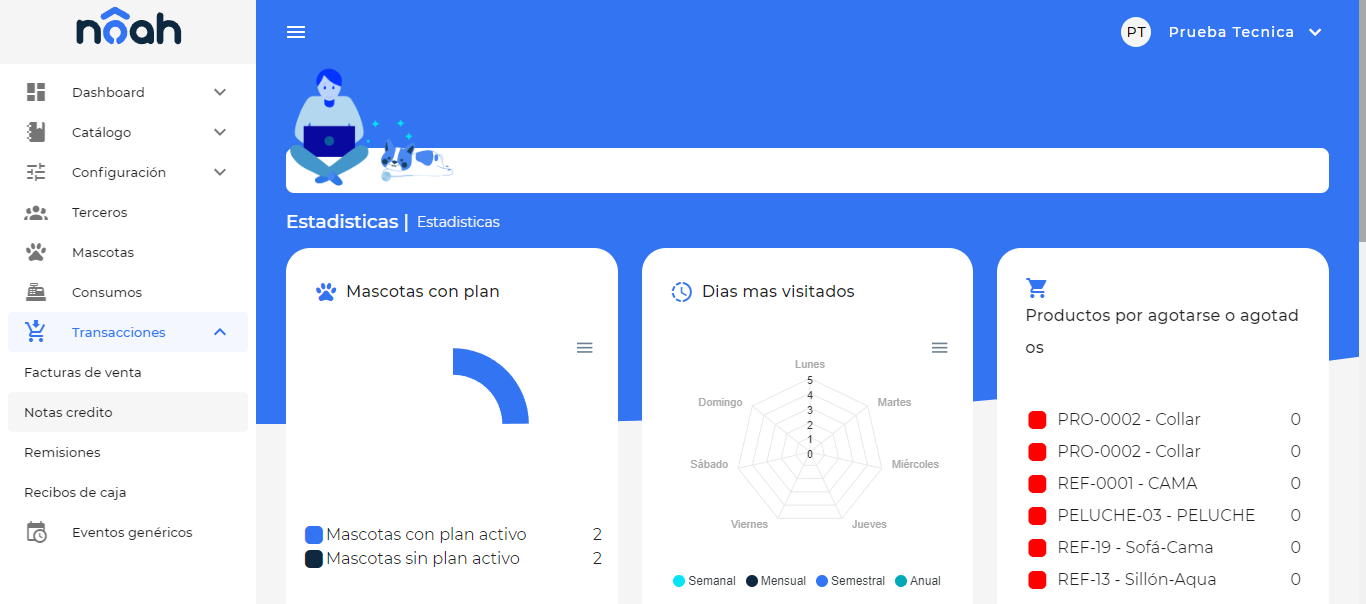 nôah
PT Prueba Tecnica
Dashboard
Catálogo
Configuración
Terceros
Mascotas
Consumos
Transacciones
Facturas de venta
Notas credito
Remisiones
Recibos de caja
Eventos genéricos
Estadisticas | Estadisticas
Mascotas con plan
Mascotas con plan activo 2
Mascotas sin plan activo 2
Dias mas visitados
Lunes
5
4
3
2
1
0
Domingo
Martes
Sábado
Miércoles
Viernes
Jueves
Semanal Mensual Semestral Anual
Productos por agotarse o agotad
os
PRO-0002 - Collar 0
PRO-0002 - Collar 0
REF-0001 - CAMA 0
PELUCHE-03 - PELUCHE 0
REF-19 - Sofá-Cama 0
REF-13 - Sillón-Aqua 0